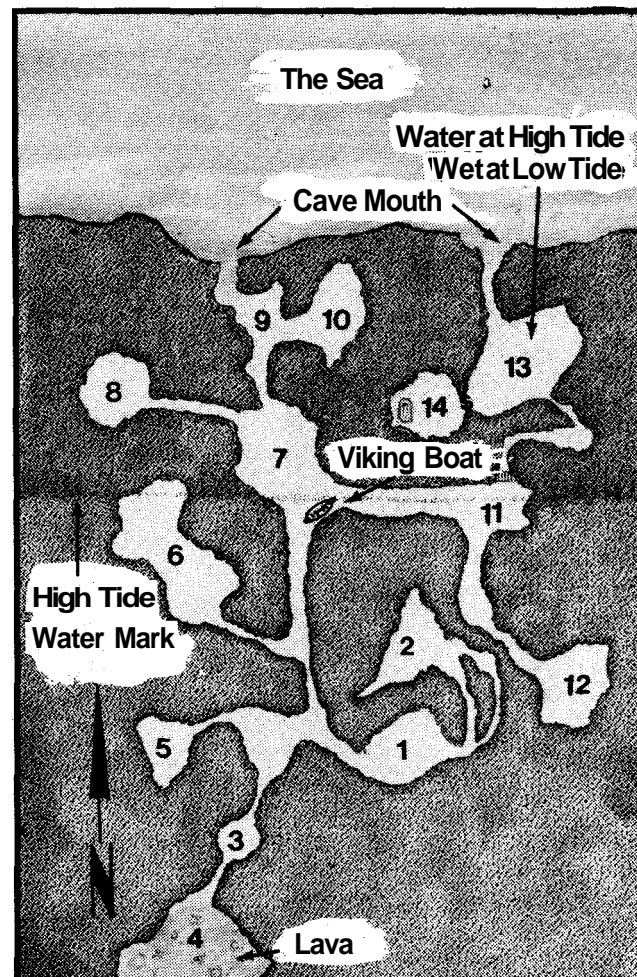 The Sea
Water at High Tide
Wet at Low Tide
Cave Mouth
9
10
13
8
14
7
Viking Boat
11
6
High Tide
Water Mark
2
12
5
1
3
N
4
Lava